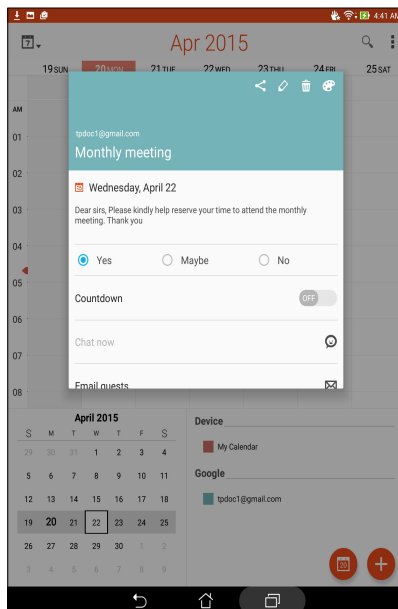 4:41 AM
7
Apr 2015
19 SUN 20 MON 21 TUE 22 WED 23 THU 24 FRI 25 SAT
AM
01
02
03
04
05
06
07
08
tpdoc1@gmail.com
Monthly meeting
Wednesday, April 22
Dear sirs, Please kindly help reserve your time to attend the monthly
meeting. Thank you
Yes Maybe No
Countdown OFF
Chat now
Email guests
April 2015
S M T W T F S
29 30 31 1 2 3 4
5 6 7 8 9 10 11
12 13 14 15 16 17 18
19 20 21 22 23 24 25
26 27 28 29 30 1 2
3 4 5 6 7 8 9
Device
My Calendar
Google
tpdoc1@gmail.com
20